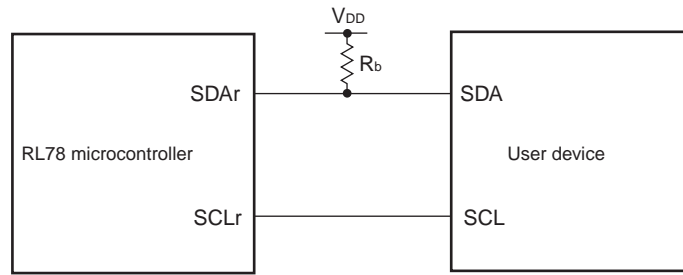 VDD
Rb
SDAr
SDA
RL78 microcontroller
User device
SCLr
SCL